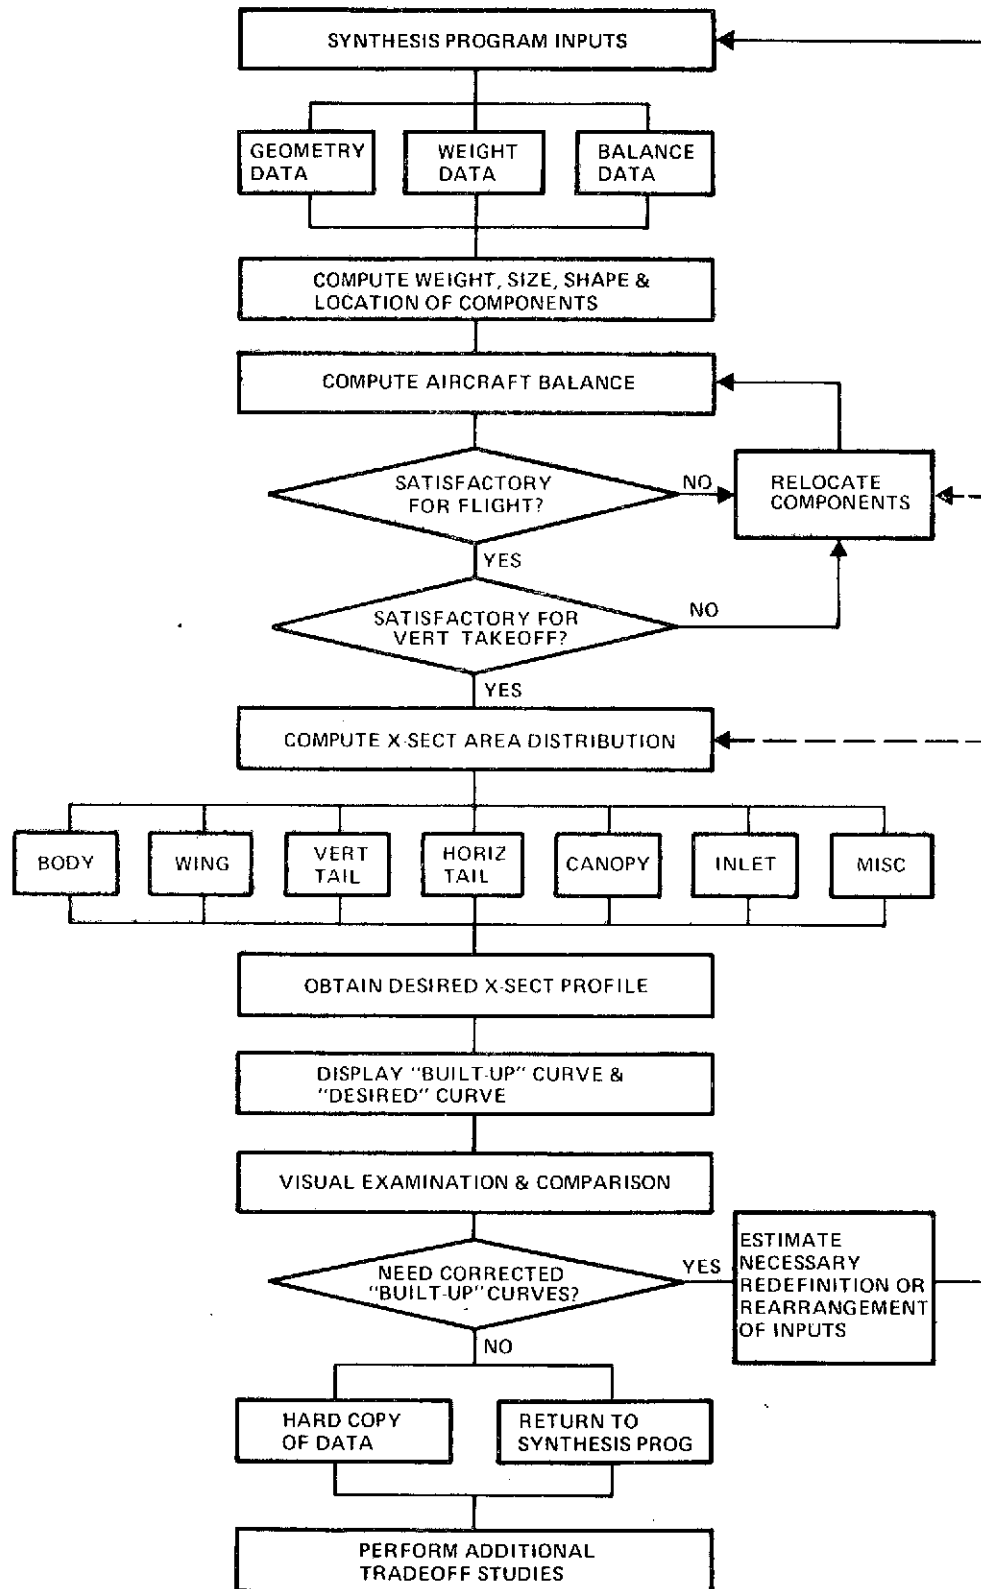 SYNTHESIS PROGRAM INPUTS
GEOMETRY
DATA
WEIGHT
DATA
BALANCE
DATA
COMPUTE WEIGHT, SIZE, SHAPE &
LOCATION OF COMPONENTS
COMPUTE AIRCRAFT BALANCE
SATISFACTORY
FOR FLIGHT?
NO
RELOCATE
COMPONENTS
YES
SATISFACTORY FOR
VERT TAKEOFF?
NO
YES
COMPUTE X-SECT AREA DISTRIBUTION
BODY
WING
VERT
TAIL
HORIZ
TAIL
CANOPY
INLET
MISC
OBTAIN DESIRED X-SECT PROFILE
DISPLAY "BUILT-UP" CURVE &
"DESIRED" CURVE
VISUAL EXAMINATION & COMPARISON
NEED CORRECTED
"BUILT-UP" CURVES?
YES
ESTIMATE
NECESSARY
REDEFINITION OR
REARRANGEMENT
OF INPUTS
NO
HARD COPY
OF DATA
RETURN TO
SYNTHESIS PROG
PERFORM ADDITIONAL
TRADEOFF STUDIES